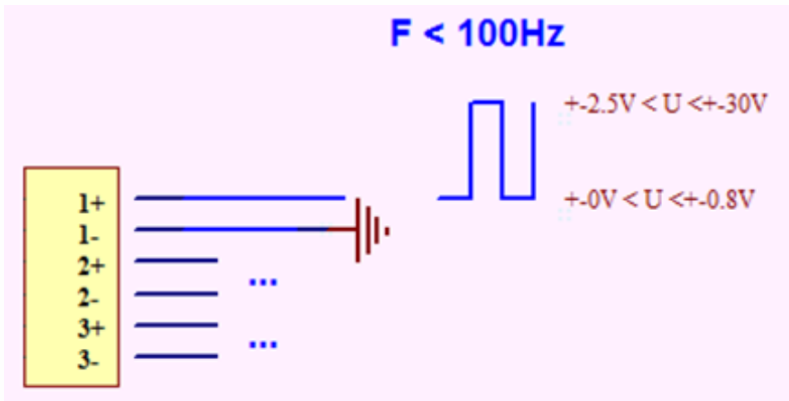 F < 100Hz
+-2.5V < U <+-30V
+-0V < U <+-0.8V
1+
1-
2+
...
2-
3+
...
3-